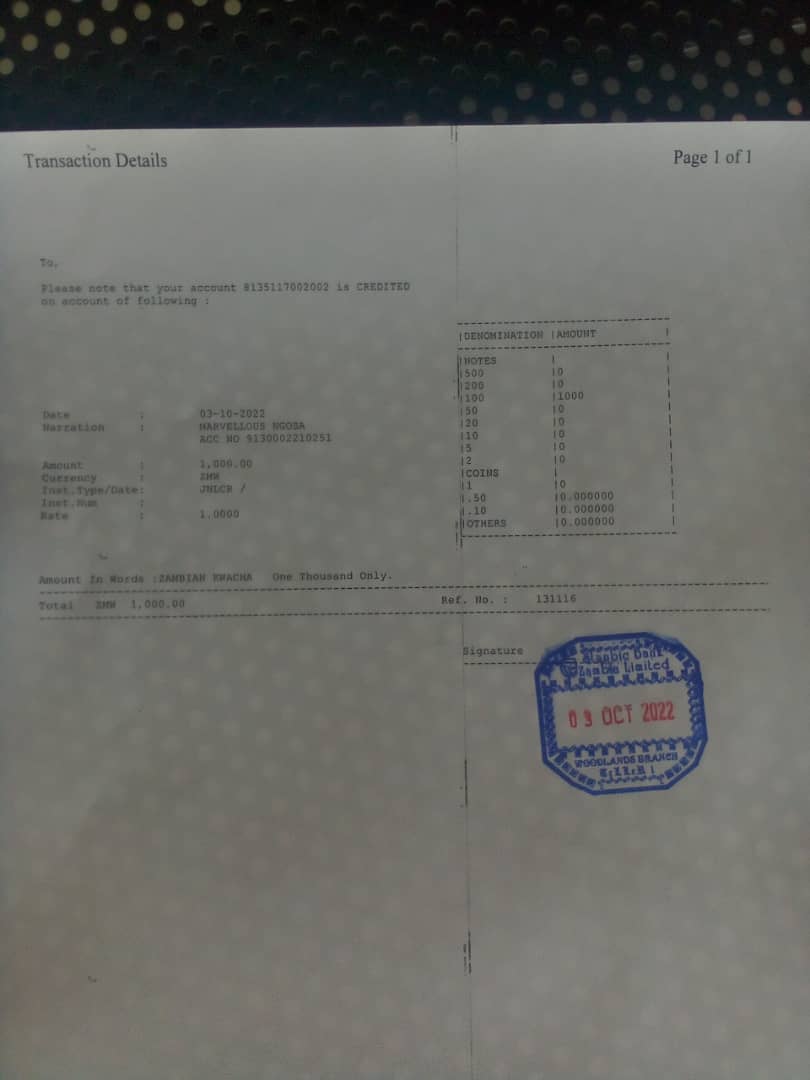 Transaction Details
Page 1 of 1
To,
Please note that your account 8135117002002 is CREDITED
on account of following :
|DENOMINATION |AMOUNT |
|NOTES | |
|500 |0 |
|200 |0 |
|100 |1000 |
|50 |0 |
|20 |0 |
|10 |0 |
|5 |0 |
|2 |0 |
|COINS | |
|1 |0 |
|.50 |0.000000 |
|.10 |0.000000 |
|OTHERS |0.000000 |
Date : 03-10-2022
Narration : MARVELLOUS NGOSA
ACC NO 9130002210251
Amount : 1,000.00
Currency : ZMW
Inst.Type/Date: JNLCR /
Inst.Num :
Rate : 1.0000
Amount In Words :ZAMBIAN KWACHA One Thousand Only.
Total ZMW 1,000.00
Ref. No. : 131116
Signature
Stanbic Bank
Zambia Limited
03 OCT 2022
WOODLANDS BRANCH